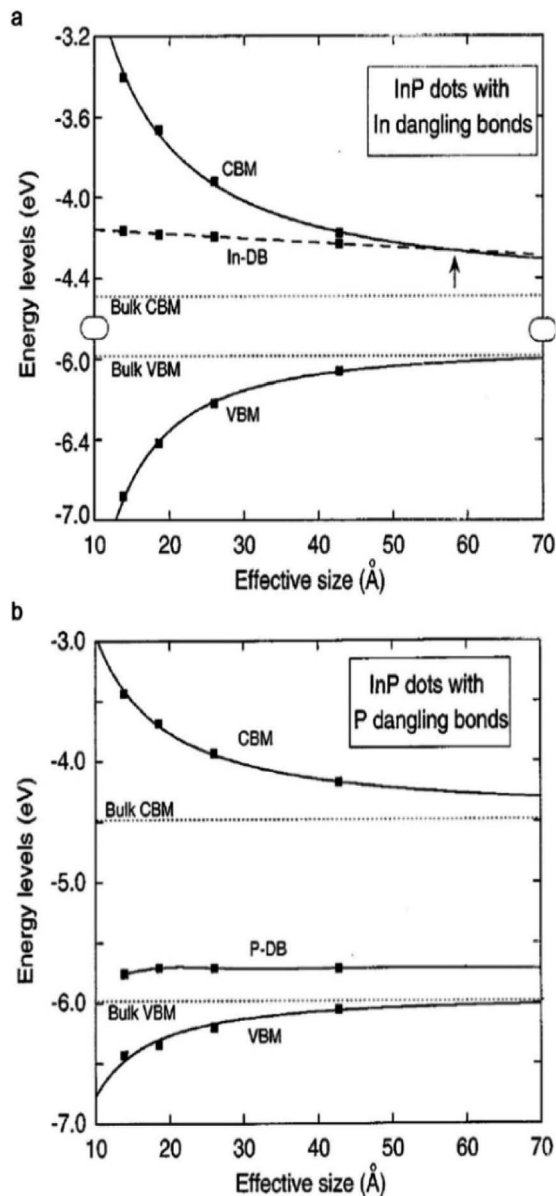 a
-3.2
-3.6
-4.0
-4.4
-6.0
-6.4
-7.0
Energy levels (eV)
InP dots with
In dangling bonds
CBM
In-DB
Bulk CBM
Bulk VBM
VBM
10 20 30 40 50 60 70
Effective size (Å)
b
-3.0
-4.0
-5.0
-6.0
-7.0
Energy levels (eV)
InP dots with
P dangling bonds
CBM
Bulk CBM
P-DB
Bulk VBM
VBM
10 20 30 40 50 60 70
Effective size (Å)